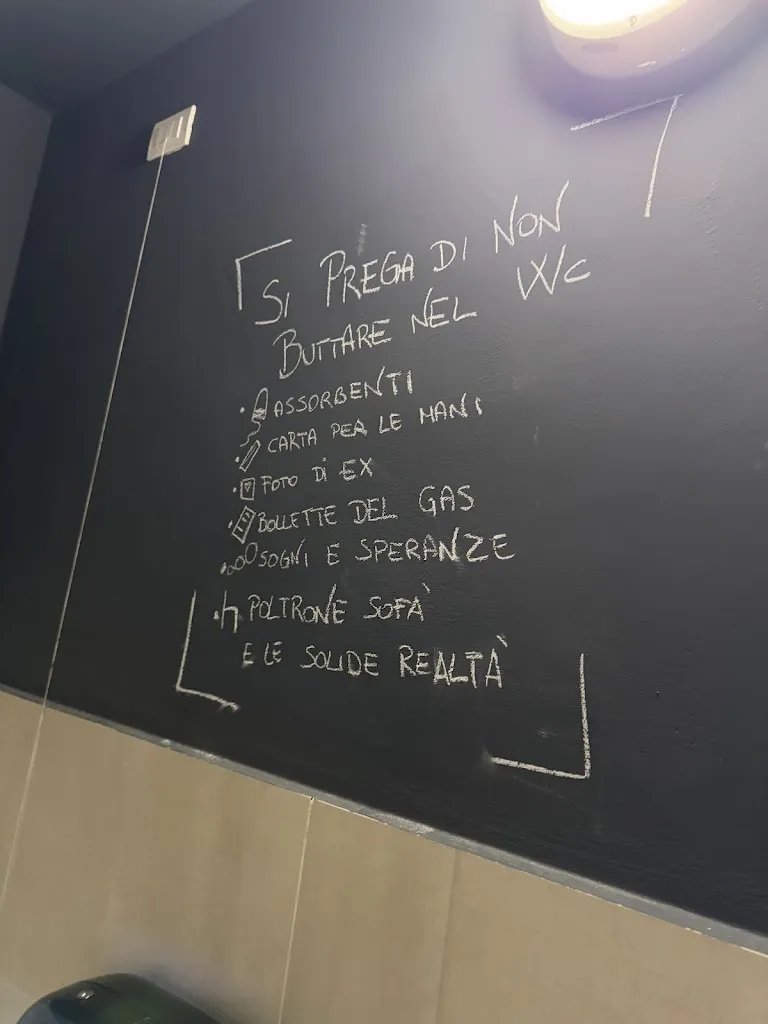 SI PREGA DI NON
BUTTARE NEL WC
• ASSORBENTI
• CARTA PER LE MANI
• FOTO DI EX
• BOLLETTE DEL GAS
• SOGNI E SPERANZE
• POLTRONE SOFÀ
E LE SOLIDE REALTÀ